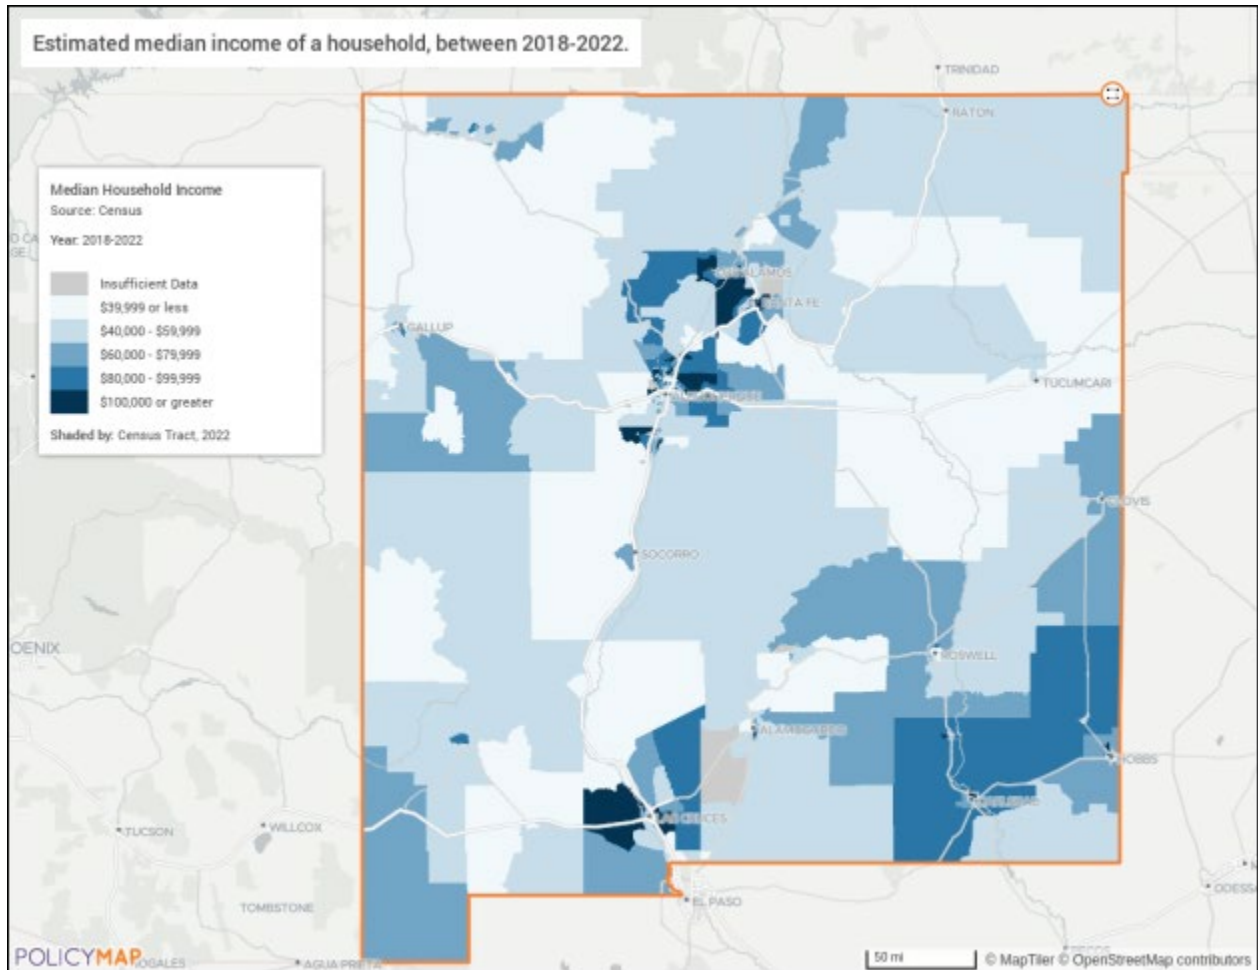 Estimated median income of a household, between 2018-2022.
TRINIDAD
RATON
Median Household Income
Source: Census
Year: 2018-2022
Insufficient Data
$39,999 or less
$40,000 - $59,999
$60,000 - $79,999
$80,000 - $99,999
$100,000 or greater
Shaded by: Census Tract, 2022
LOS ALAMOS
SANTA FE
GALLUP
TUCUMCARI
ALBUQUERQUE
CLOVIS
SOCORRO
OENIX
ROSWELL
ALAMOGORDO
HOBBS
CARLSBAD
LAS CRUCES
TUCSON
WILLCOX
ODESS
EL PASO
TOMBSTONE
PECOS
POLICYMAP
OGALES
AGUA PRIETA
50 mi
© MapTiler © OpenStreetMap contributors